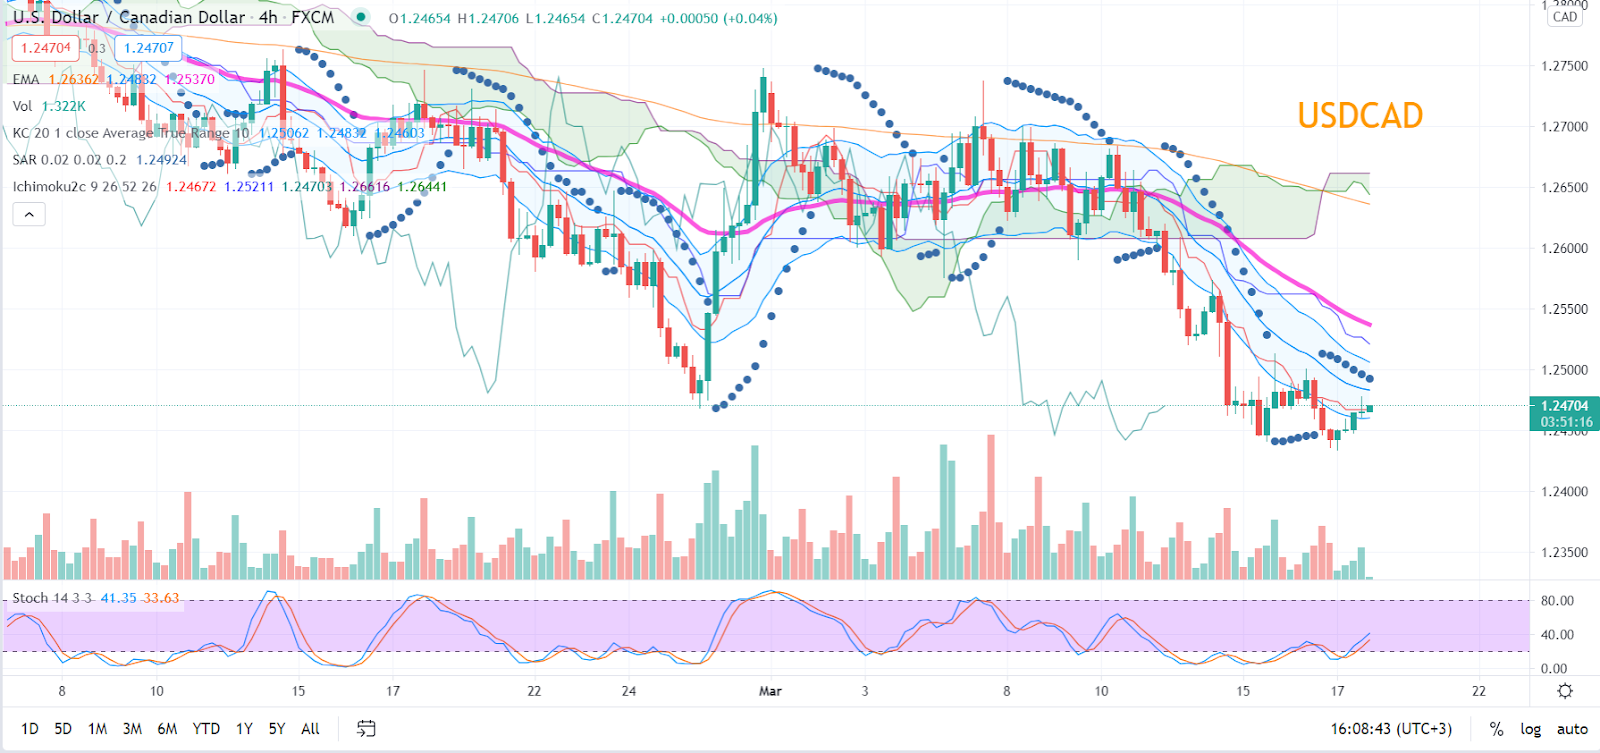 U.S. Dollar / Canadian Dollar · 4h · FXCM O1.24654 H1.24706 L1.24654 C1.24704 +0.00050 (+0.04%)
1.24704 0.3 1.24707
EMA 1.26362 1.24832 1.25370
Vol 1.322K
KC 20 1 close Average True Range 10 1.25062 1.24832 1.24603
SAR 0.02 0.02 0.2 1.24924
Ichimoku2c 9 26 52 26 1.24672 1.25211 1.24703 1.26616 1.26441
USDCAD
1.28000
CAD
1.27500
1.27000
1.26500
1.26000
1.25500
1.25000
1.24704
03:51:16
1.24500
1.24000
1.23500
Stoch 14 3 3 41.35 33.63
80.00
40.00
0.00
8 10 15 17 22 24 Mar 3 8 10 15 17 22
1D 5D 1M 3M 6M YTD 1Y 5Y All 16:08:43 (UTC+3) % log auto